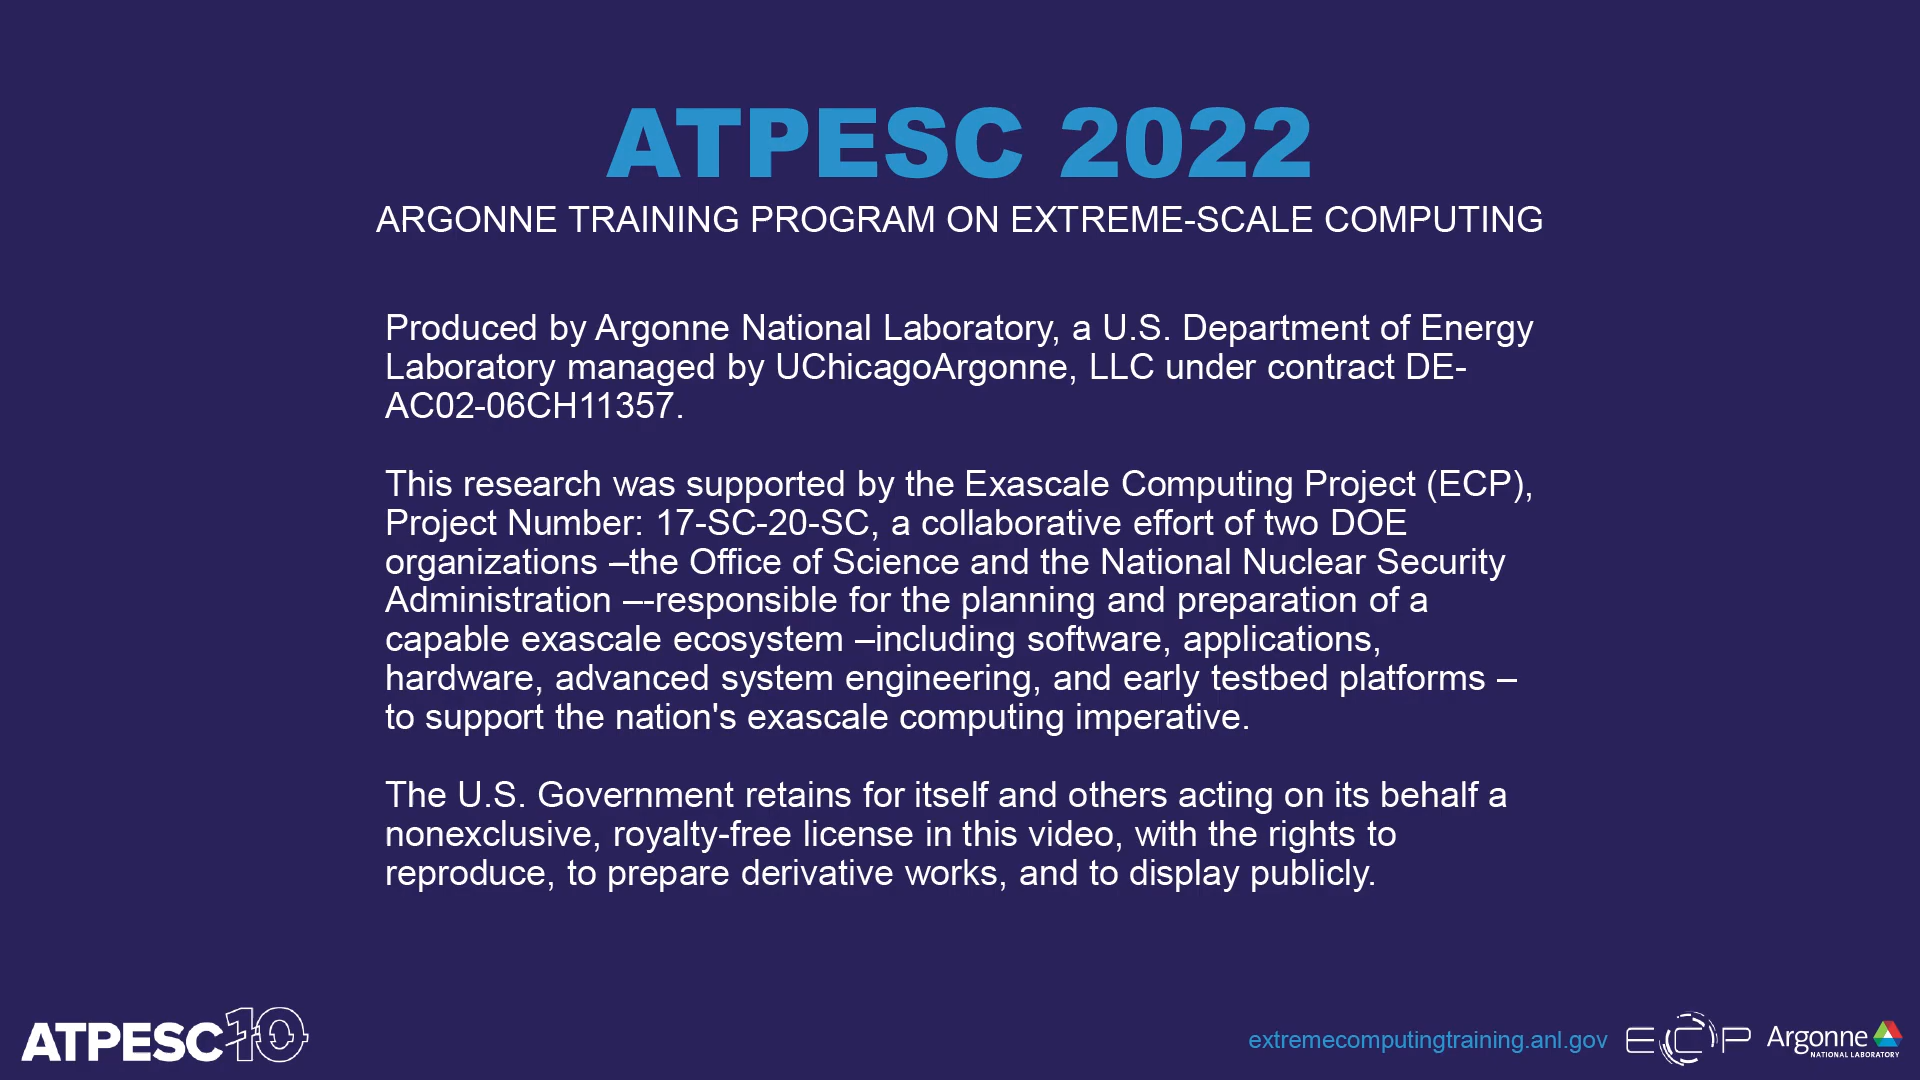 ATPESC 2022
ARGONNE TRAINING PROGRAM ON EXTREME-SCALE COMPUTING
Produced by Argonne National Laboratory, a U.S. Department of Energy
Laboratory managed by UChicagoArgonne, LLC under contract DE-
AC02-06CH11357.
This research was supported by the Exascale Computing Project (ECP),
Project Number: 17-SC-20-SC, a collaborative effort of two DOE
organizations –the Office of Science and the National Nuclear Security
Administration –-responsible for the planning and preparation of a
capable exascale ecosystem –including software, applications,
hardware, advanced system engineering, and early testbed platforms –
to support the nation's exascale computing imperative.
The U.S. Government retains for itself and others acting on its behalf a
nonexclusive, royalty-free license in this video, with the rights to
reproduce, to prepare derivative works, and to display publicly.
ATPESC10
extremecomputingtraining.anl.gov
ECP
Argonne
NATIONAL LABORATORY